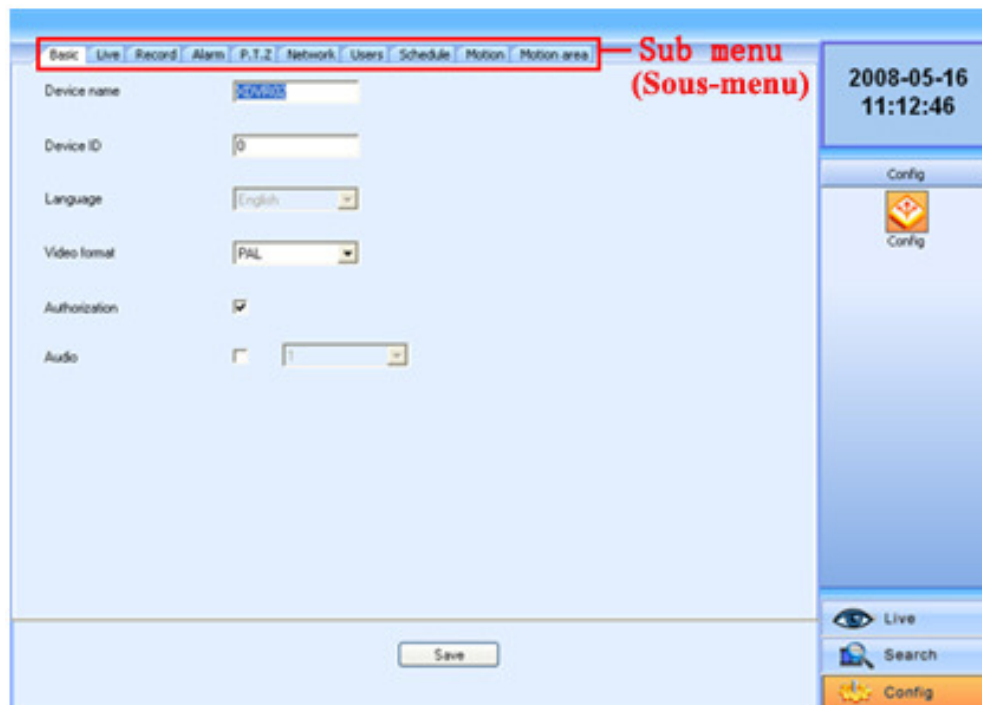 Basic Live Record Alarm P.T.Z Network Users Schedule Motion Motion area
Sub menu
(Sous-menu)
Device name
Device ID 0
Language English
Video format PAL
Authorization
Audio 1
Save
2008-05-16
11:12:46
Config
Config
Live
Search
Config